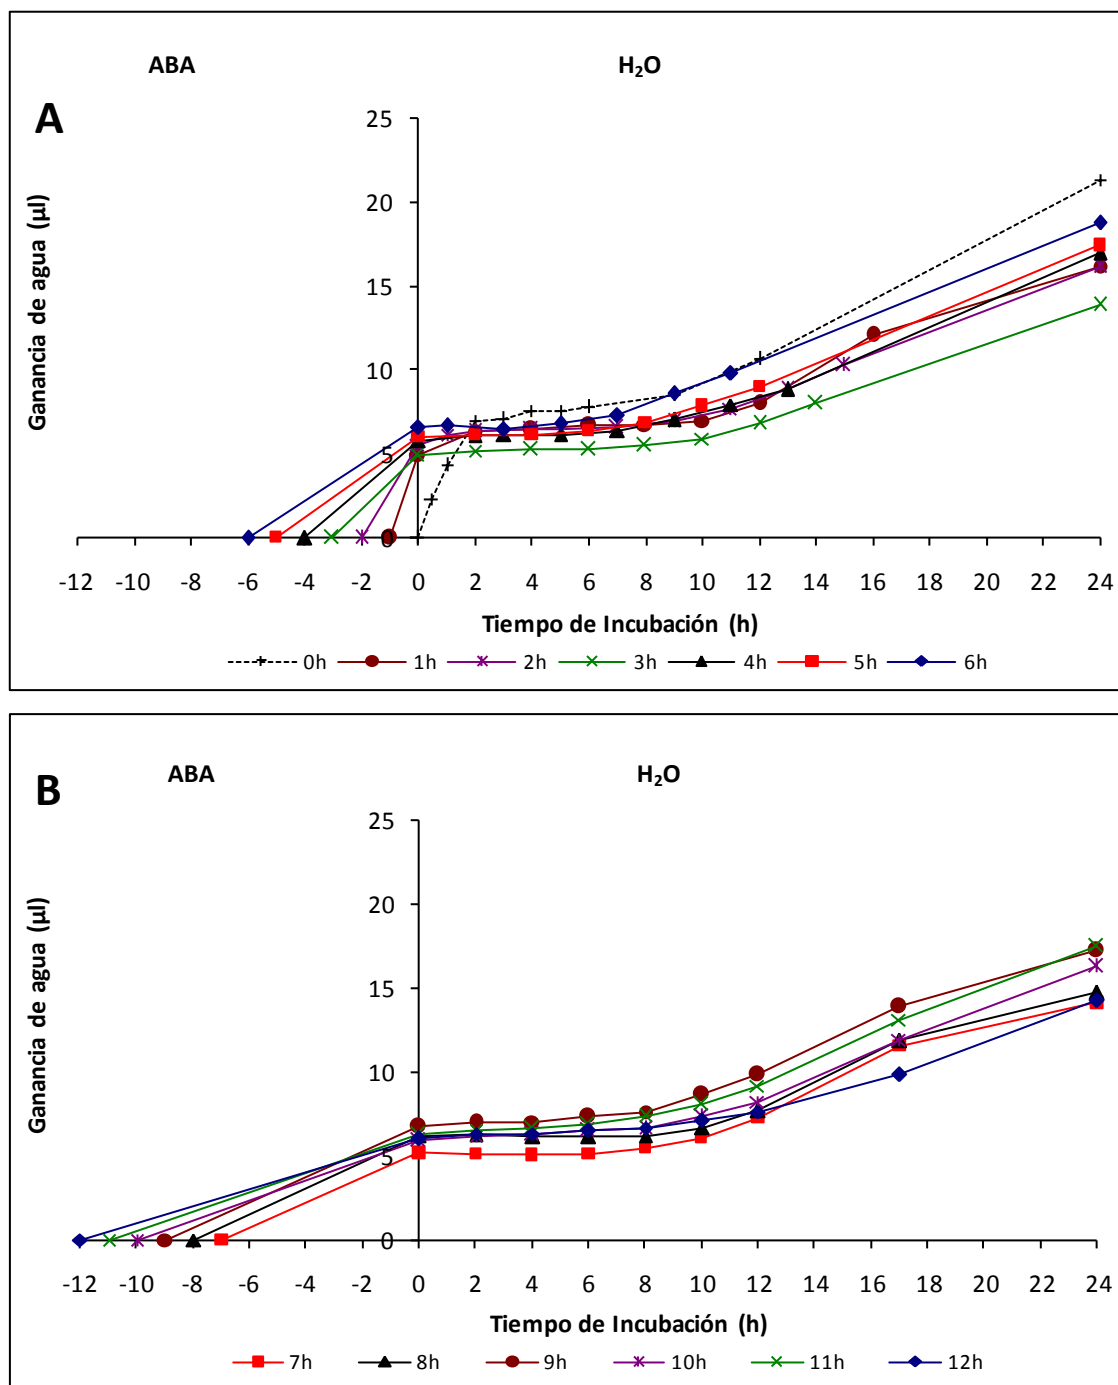 ABA H₂O
A
25
20
15
10
5
0
Ganancia de agua (µl)
-12 -10 -8 -6 -4 -2 0 2 4 6 8 10 12 14 16 18 20 22 24
Tiempo de Incubación (h)
0h 1h 2h 3h 4h 5h 6h
ABA H₂O
B
25
20
15
10
5
0
Ganancia de agua (µl)
-12 -10 -8 -6 -4 -2 0 2 4 6 8 10 12 14 16 18 20 22 24
Tiempo de Incubación (h)
7h 8h 9h 10h 11h 12h